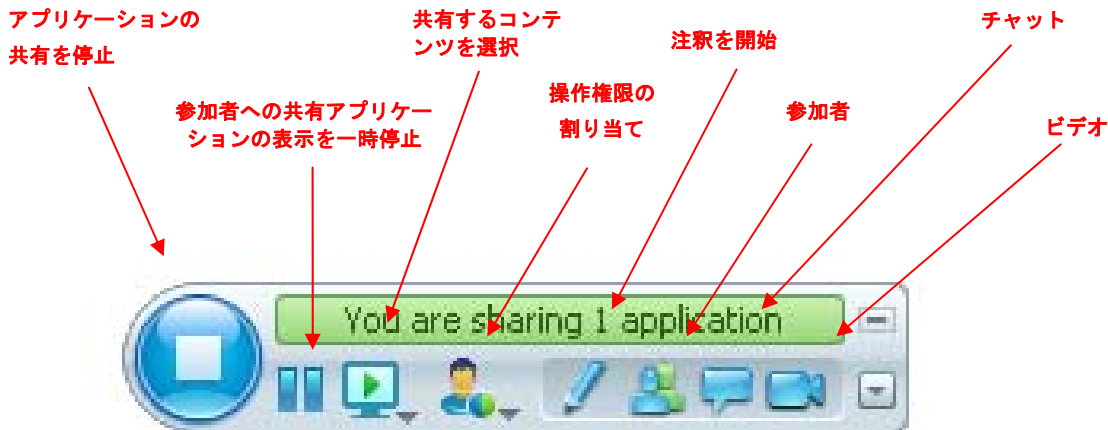 アプリケーションの
共有を停止
参加者への共有アプリケー
ションの表示を一時停止
共有するコンテ
ンツを選択
操作権限の
割り当て
注釈を開始
参加者
チャット
ビデオ
You are sharing 1 application